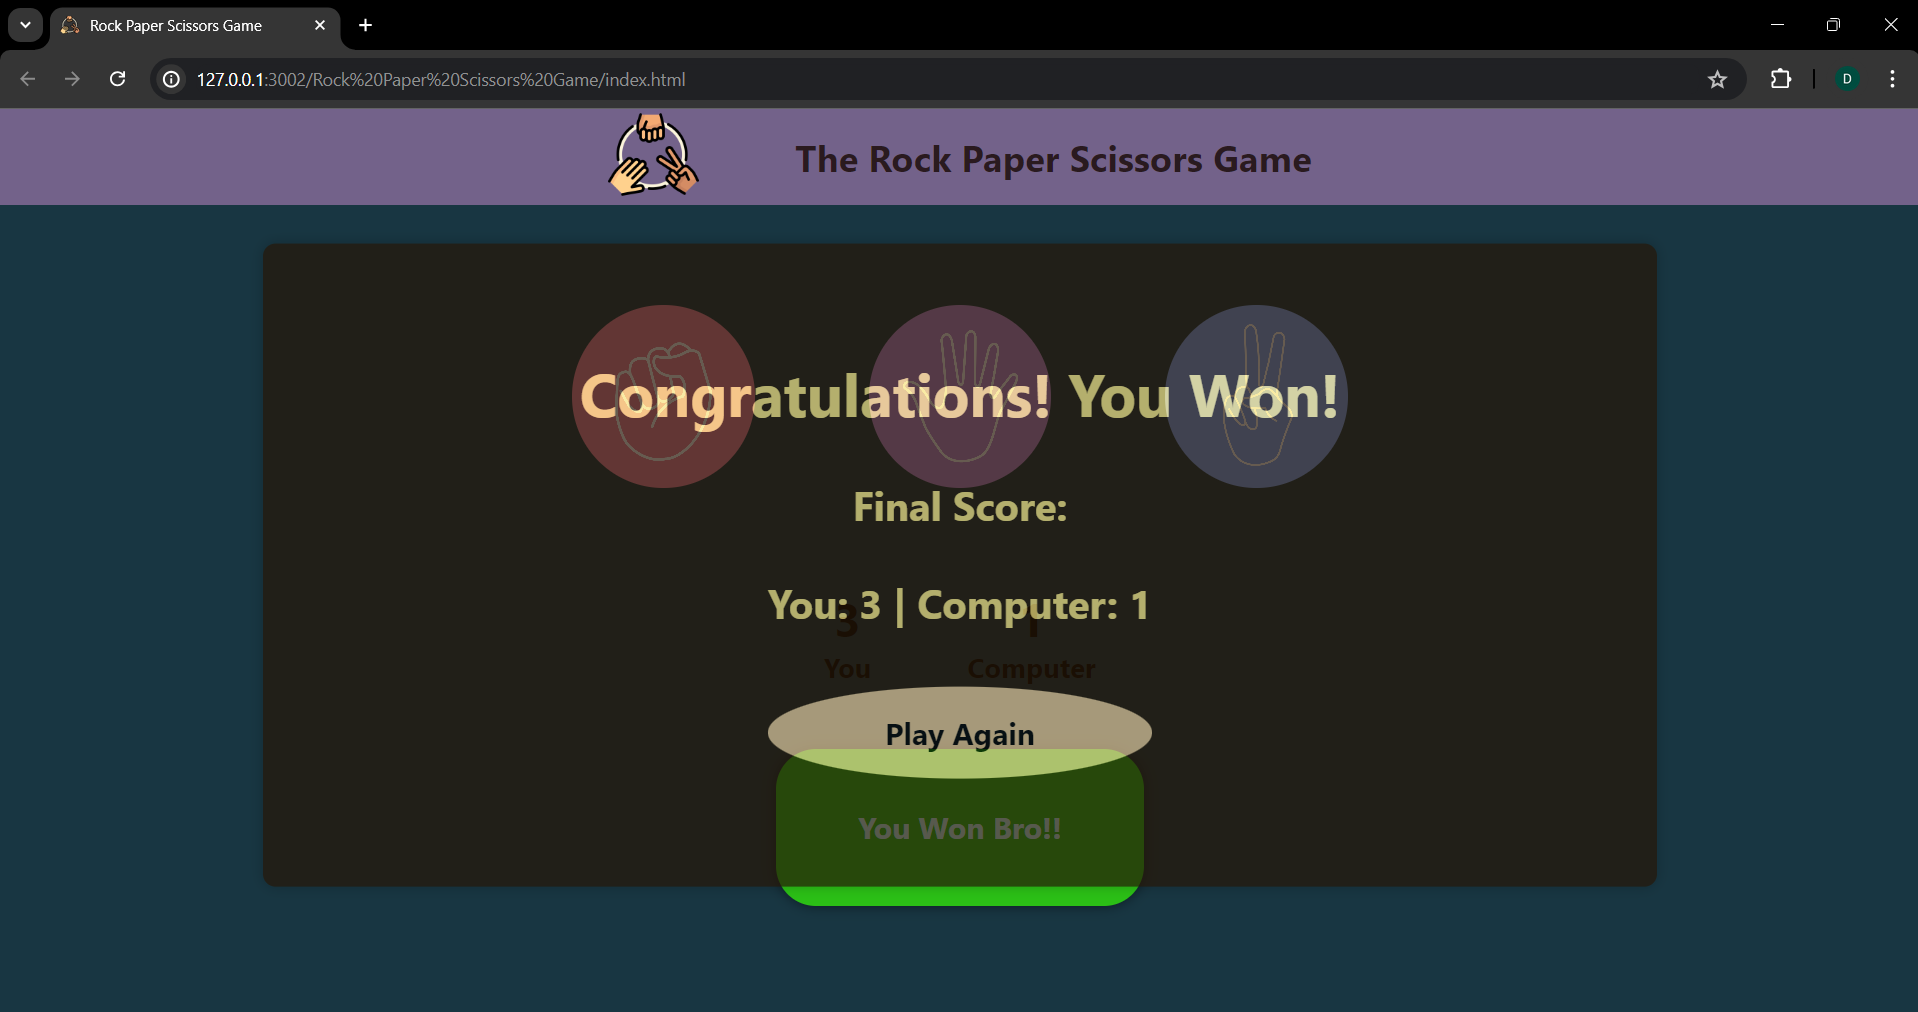 Rock Paper Scissors Game
127.0.0.1:3002/Rock%20Paper%20Scissors%20Game/index.html
D
The Rock Paper Scissors Game
Congratulations! You Won!
Final Score:
You: 3 | Computer: 1
3 1
You Computer
Play Again
You Won Bro!!